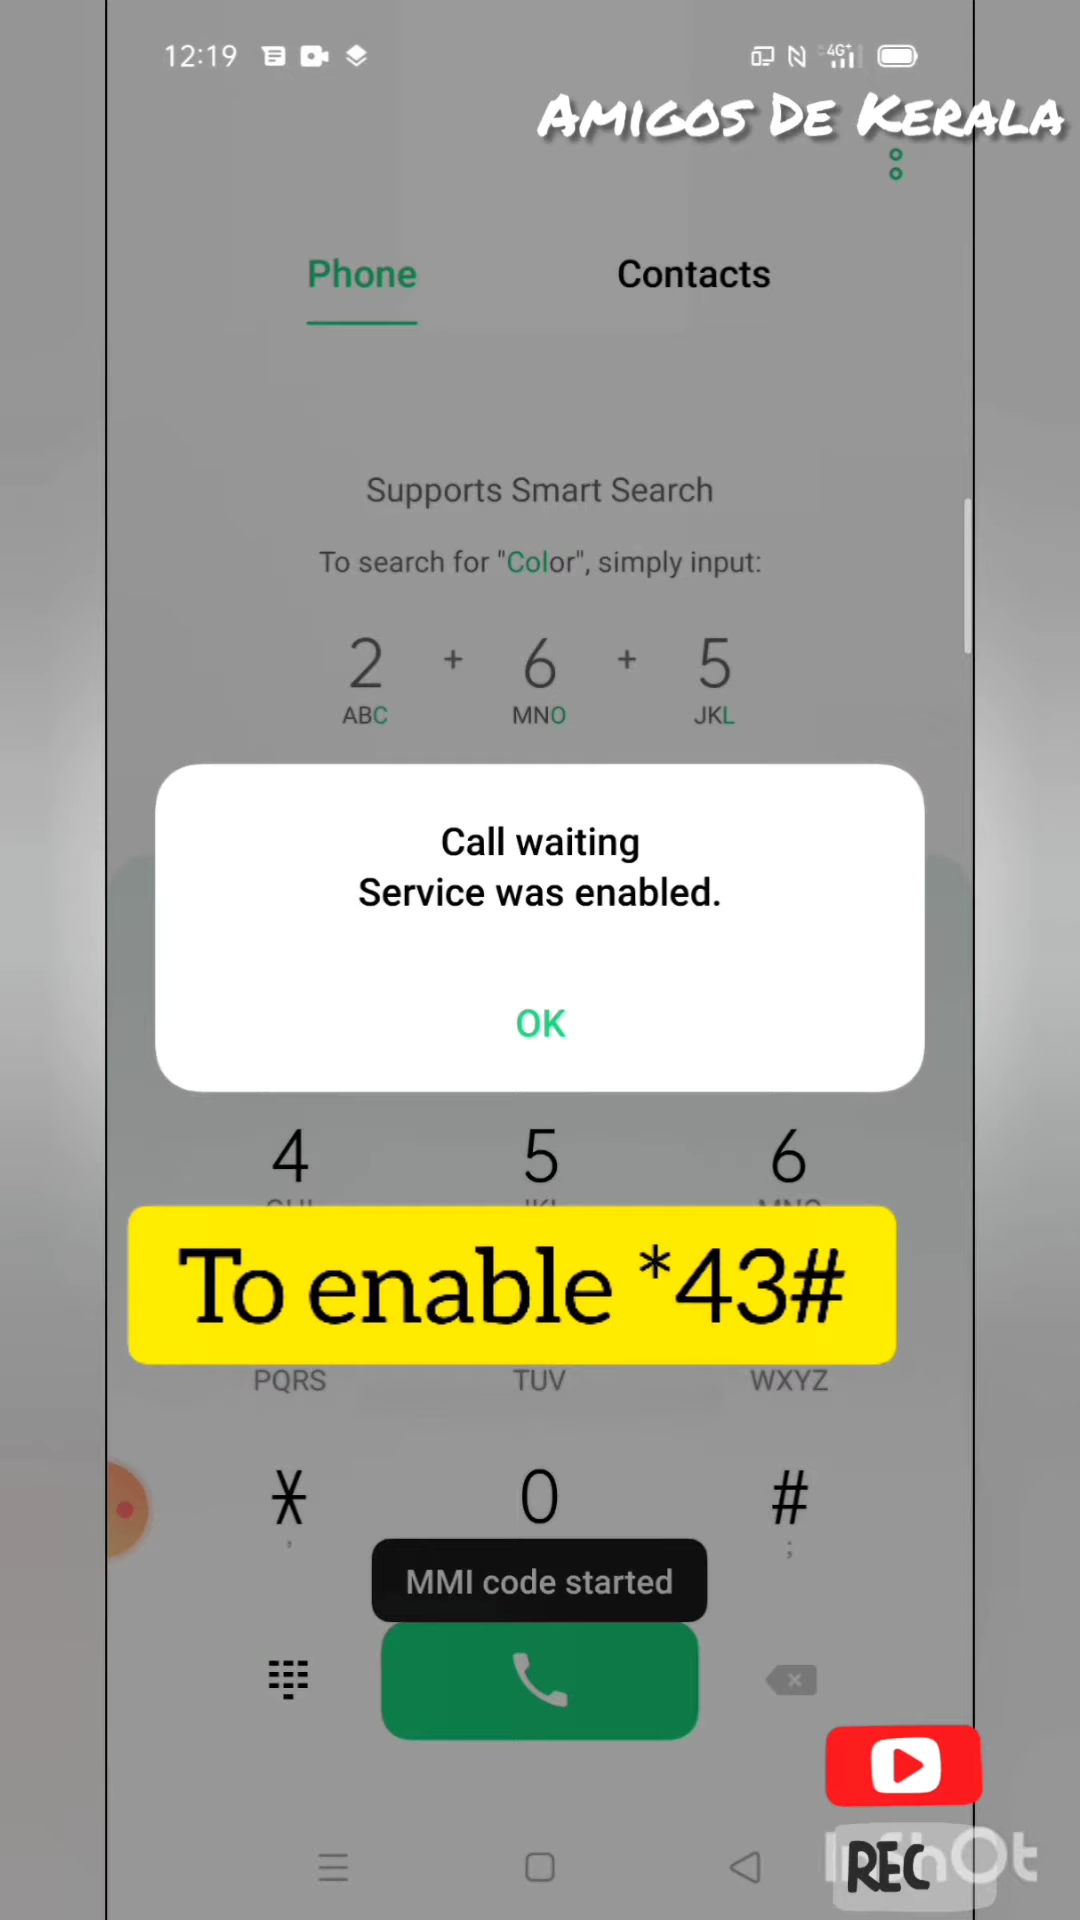 12:19
4G+
Amigos De Kerala
Phone Contacts
Supports Smart Search
To search for "Color", simply input:
2 + 6 + 5
ABC MNO JKL
Call waiting
Service was enabled.
OK
4 5 6
To enable *43#
PQRS TUV WXYZ
* 0 #
, ;
MMI code started
REC